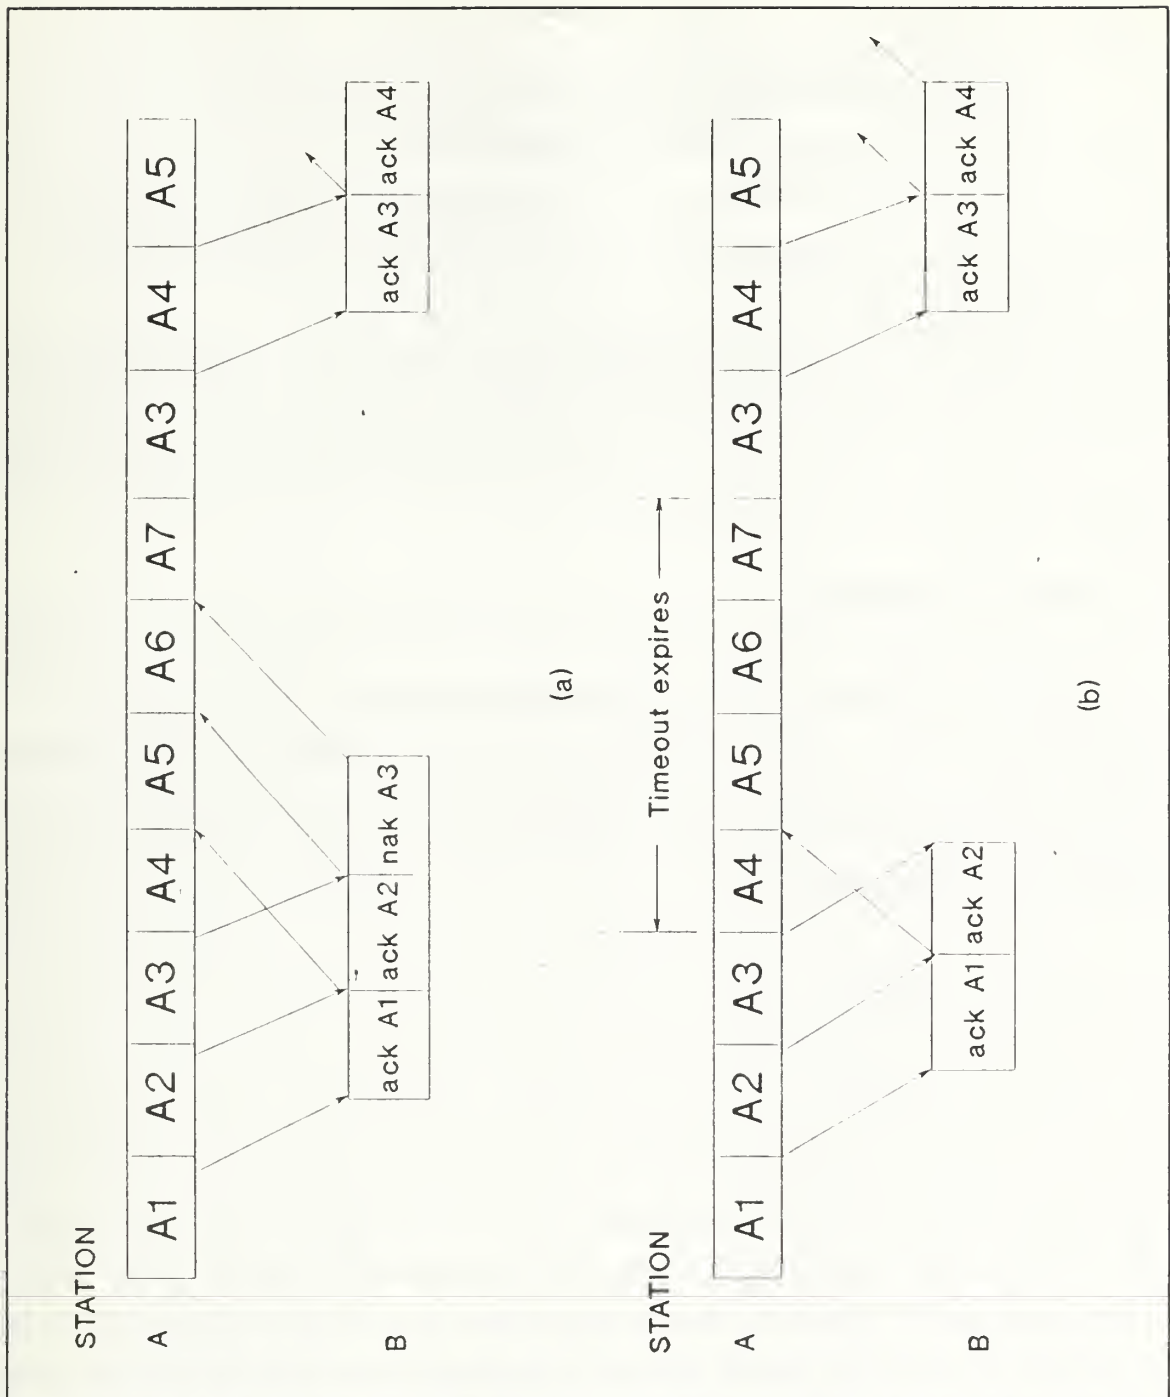 STATION
A
A1 A2 A3 A4 A5 A6 A7 A3 A4 A5
B
ack A1 ack A2 nak A3
ack A3 ack A4
(a)
STATION
Timeout expires
A
A1 A2 A3 A4 A5 A6 A7 A3 A4 A5
B
ack A1 ack A2
ack A3 ack A4
(b)